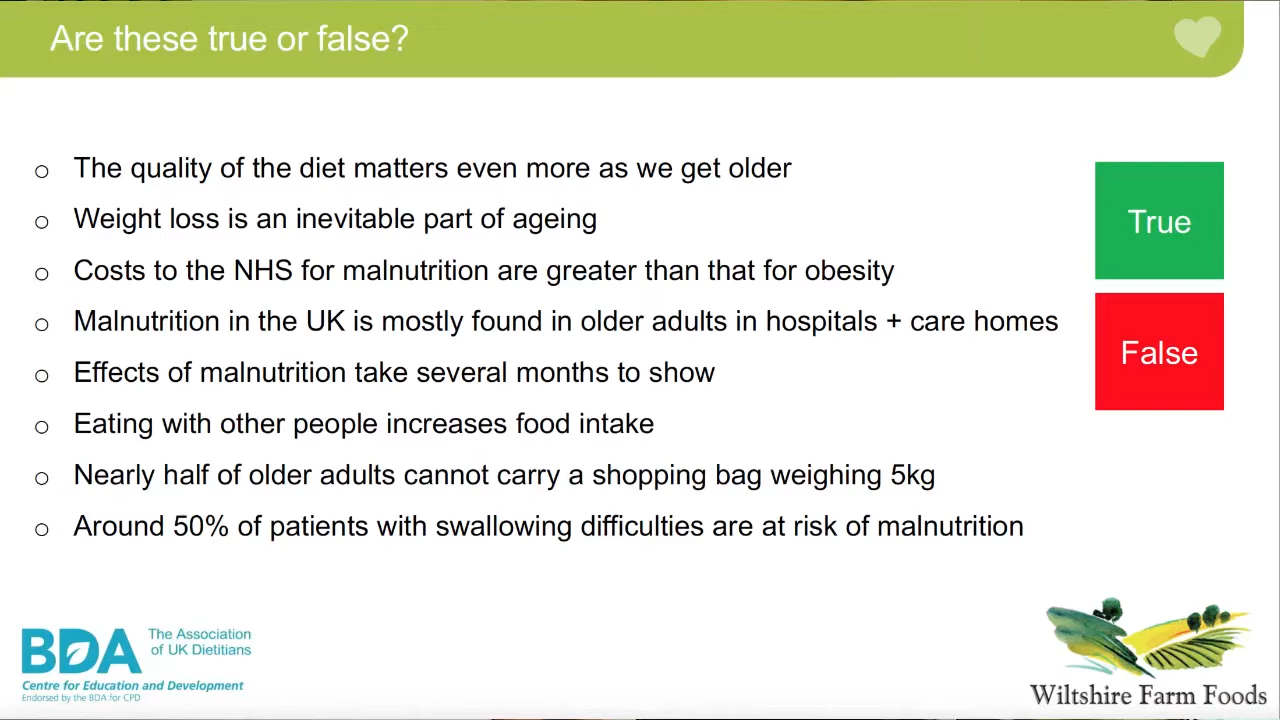 Are these true or false?
o The quality of the diet matters even more as we get older
o Weight loss is an inevitable part of ageing
o Costs to the NHS for malnutrition are greater than that for obesity
o Malnutrition in the UK is mostly found in older adults in hospitals + care homes
o Effects of malnutrition take several months to show
o Eating with other people increases food intake
o Nearly half of older adults cannot carry a shopping bag weighing 5kg
o Around 50% of patients with swallowing difficulties are at risk of malnutrition
True
False
BDA
The Association
of UK Dietitians
Centre for Education and Development
Endorsed by the BDA for CPD
Wiltshire Farm Foods